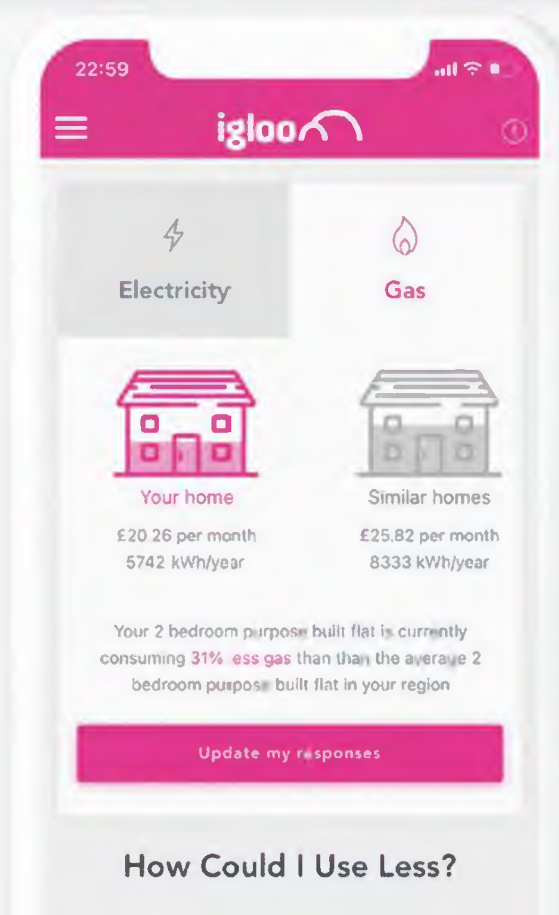 22:59
igloo
Electricity
Gas
Your home
Similar homes
£20.26 per month
£25.82 per month
5742 kWh/year
8333 kWh/year
Your 2 bedroom purpose built flat is currently
consuming 31% less gas than than the average 2
bedroom purpose built flat in your region
Update my responses
How Could I Use Less?